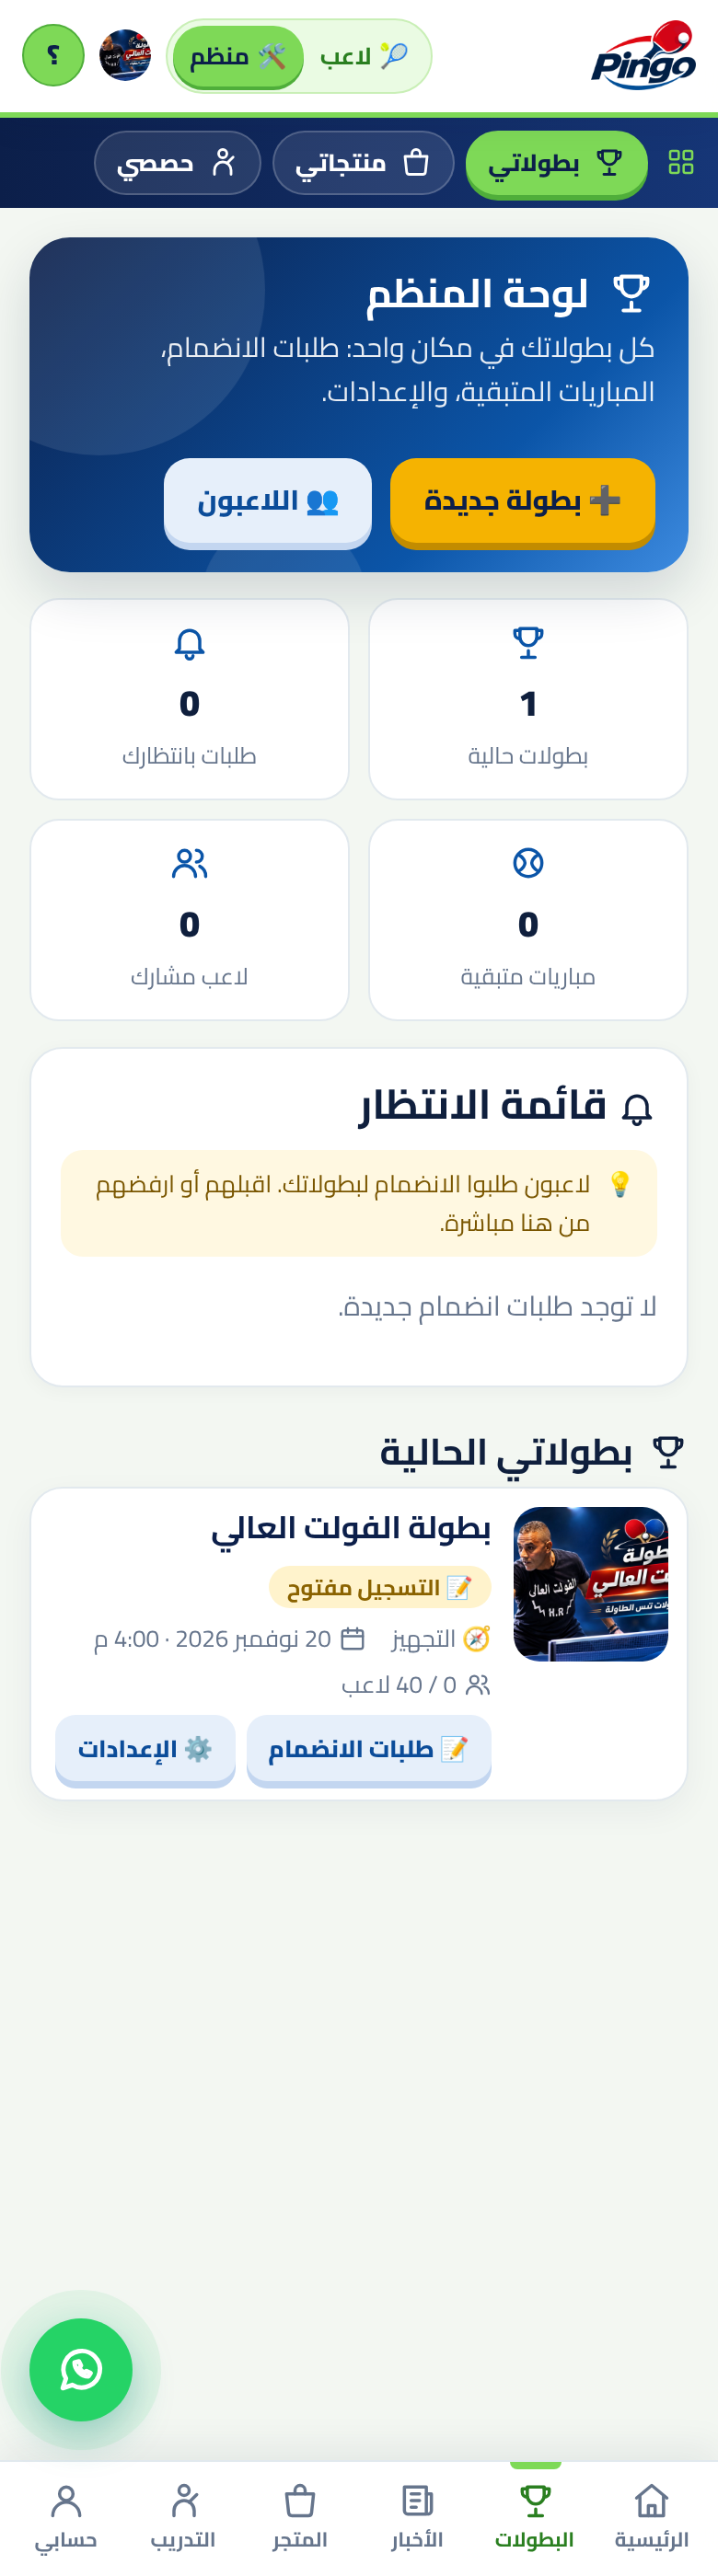 Pingo
🎾 لاعب
🛠️ منظم
؟
بطولاتي
منتجاتي
حصصي
لوحة المنظم
كل بطولاتك في مكان واحد: طلبات الانضمام،
المباريات المتبقية، والإعدادات.
➕ بطولة جديدة
👥 اللاعبون
1
بطولات حالية
0
طلبات بانتظارك
0
مباريات متبقية
0
لاعب مشارك
قائمة الانتظار
💡 لاعبون طلبوا الانضمام لبطولاتك. اقبلهم أو ارفضهم
من هنا مباشرة.
لا توجد طلبات انضمام جديدة.
بطولاتي الحالية
بطولة الفولت العالي
📝 التسجيل مفتوح
🧭 التجهيز
20 نوفمبر 2026 · 4:00 م
0 / 40 لاعب
📝 طلبات الانضمام
⚙️ الإعدادات
الفولت العالي
H.R
الرئيسية
البطولات
الأخبار
المتجر
التدريب
حسابي